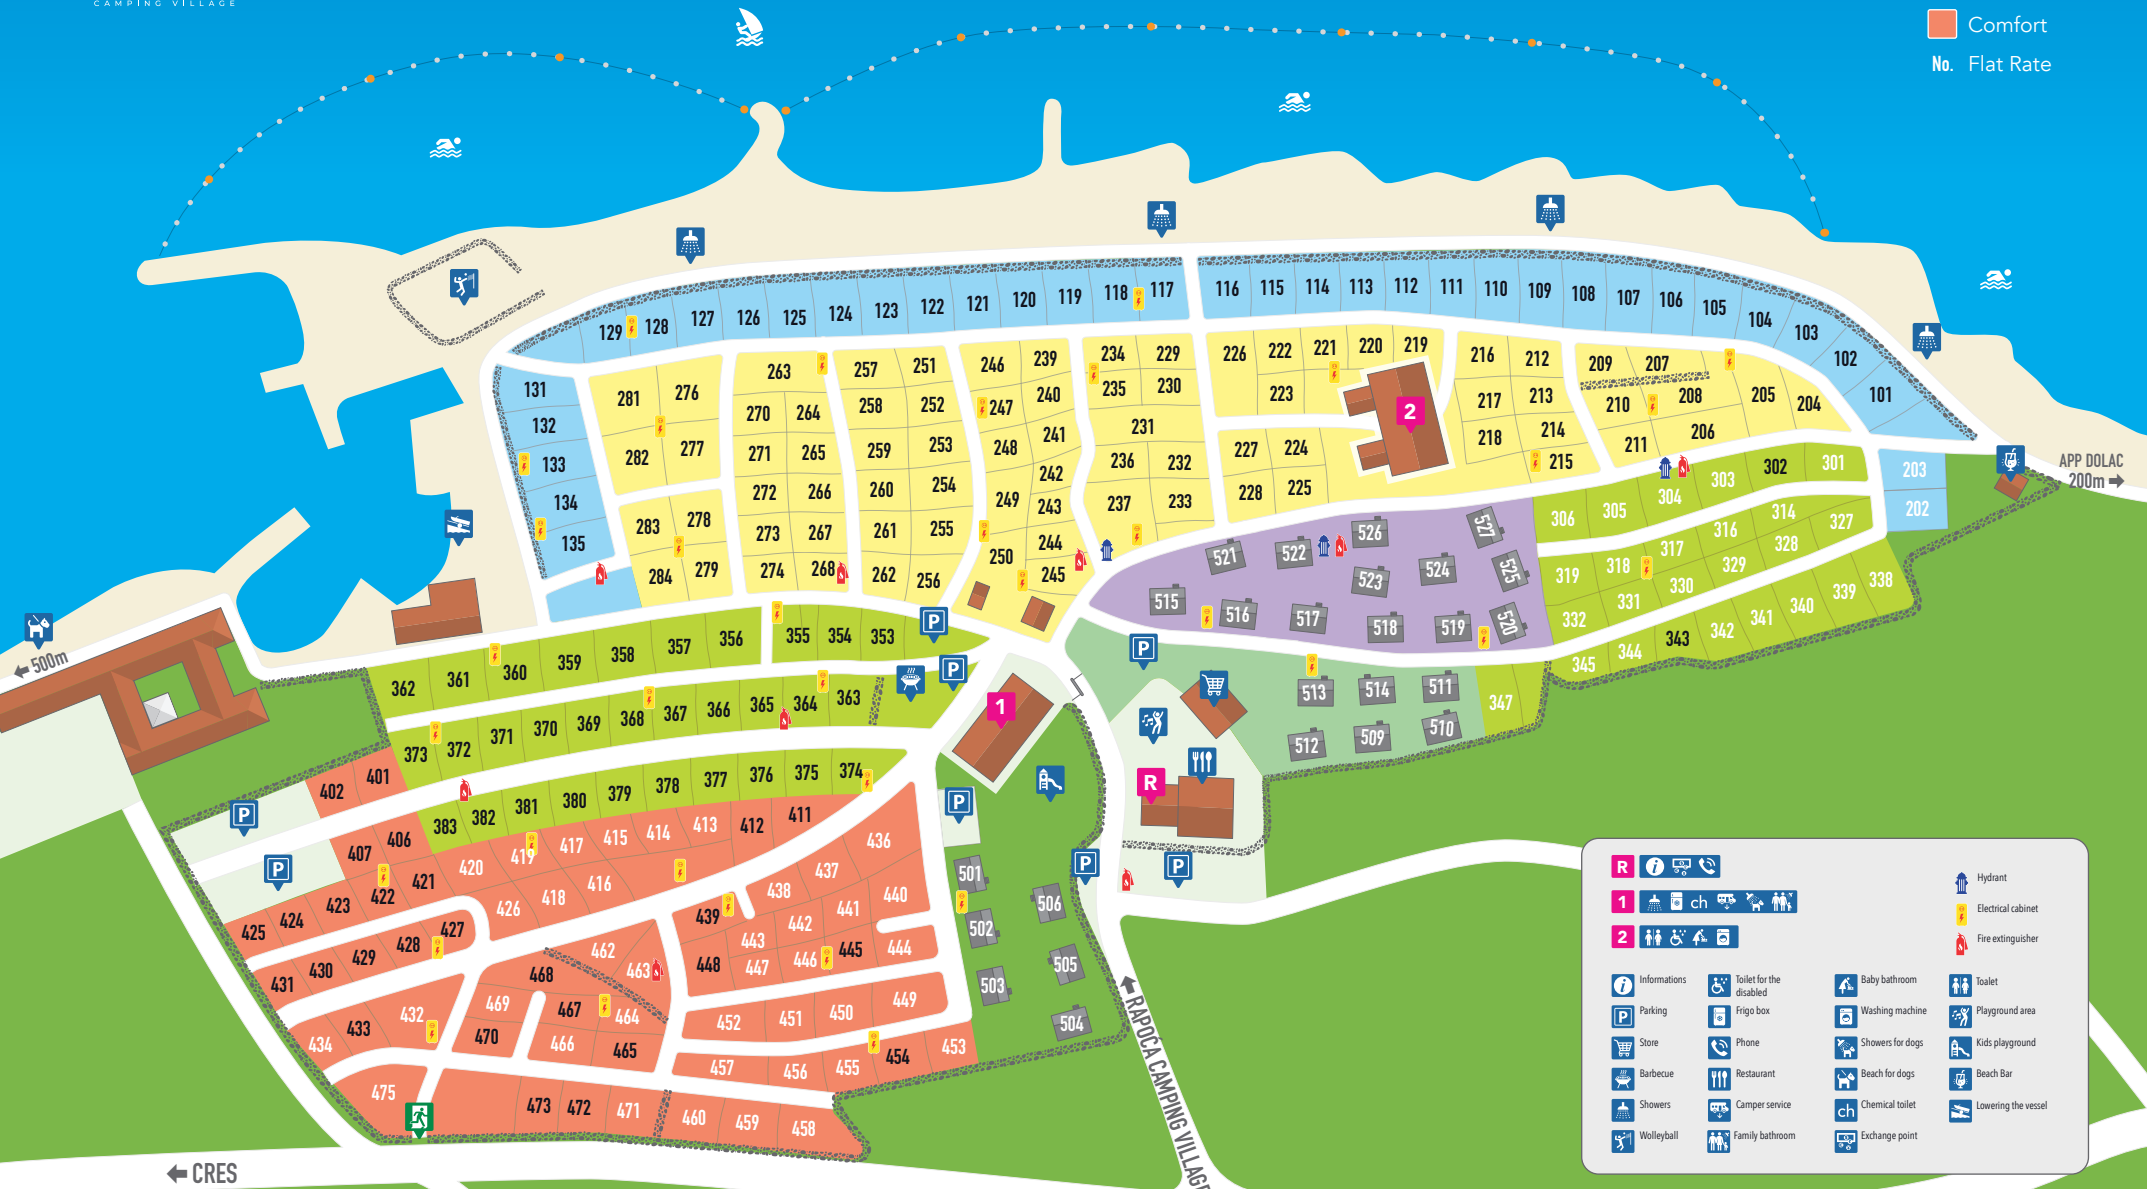 CAMPING VILLAGE
Comfort
No. Flat Rate
129 128 127 126 125 124 123 122 121 120 119 118 117 116 115 114 113 112 111 110 109 108 107 106 105 104 103 102 101
131
132
133
134
135
281 276
282 277
283 278
284 279
263
270 264
271 265
272 266
273 267
274 268
257 251
258 252
259 253
260 254
261 255
262 256
246 239
247 240
248 241
242
249 243
250 244
245
234 229
235 230
231
236 232
237 233
226 222 221 220 219
223
227 224
228 225
2
216 212
217 213
218 214
215
209 207
210 208
211 206
205 204
203
202
APP DOLAC
200m
306 305 304 303 302 301
319 318 317 316 314 327
332 331 330 329 328
345 344 343 342 341 340 339 338
347
521 522 526 527
515 516 517 523 524 525
518 519 520
513 514 511
512 509 510
500m
362 361 360 359 358 357 356 355 354 353
373 372 371 370 369 368 367 366 365 364 363
383 382 381 380 379 378 377 376 375 374
P
P
P
1
R
P
P
P
P
P
402 401
407 406
425 424 423 422 421 420 419 417 415 414 413 412 411
426 418 416
431 430 429 428 427
434 433 432
475
436
437
438
439
440
441
442
443
444
445
446
447
448
462
463
464
465
466
467
468
469
470
449
450
451
452
453
454
455
456
457
473 472 471 460 459 458
501
502
503
504
505
506
RAPOCA CAMPING VILLAGE
CRES
R
1 ch
2
Hydrant
Electrical cabinet
Fire extinguisher
Informations
Toilet for the
disabled
Baby bathroom
Toalet
P Parking
Frigo box
Washing machine
Playground area
Store
Phone
Showers for dogs
Kids playground
Barbecue
Restaurant
Beach for dogs
Beach Bar
Showers
Camper service
ch Chemical toilet
Lowering the vessel
Wolleyball
Family bathroom
Exchange point